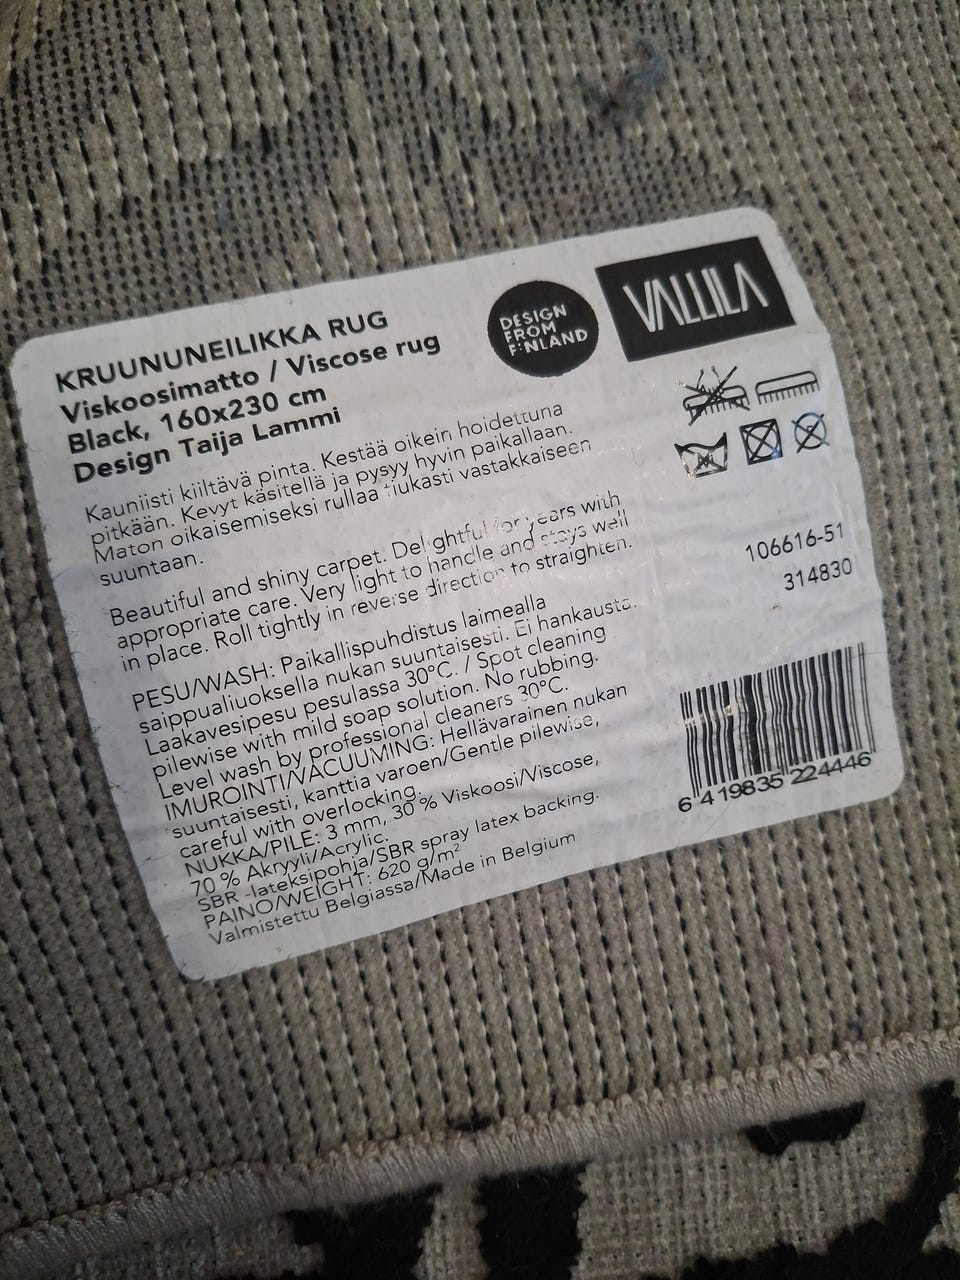 KRUUNUNEILIKKA RUG
Viskoosimatto / Viscose rug
Black, 160x230 cm
Design Taija Lammi
DESIGN
FROM
FINLAND
VALLILA
Kauniisti kiiltävä pinta. Kestää oikein hoidettuna
pitkään. Kevyt käsitellä ja pysyy hyvin paikallaan.
Maton oikaisemiseksi rullaa tiukasti vastakkaiseen
suuntaan.
Beautiful and shiny carpet. Delightful for years with
appropriate care. Very light to handle and stays well
in place. Roll tightly in reverse direction to straighten.
PESU/WASH: Paikallispuhdistus laimealla
saippualiuoksella nukan suuntaisesti. Ei hankausta.
Laakavesipesu pesulassa 30°C. / Spot cleaning
pilewise with mild soap solution. No rubbing.
Level wash by professional cleaners 30°C.
IMUROINTI/VACUUMING: Hellävarainen nukan
suuntaisesti, kanttia varoen/Gentle pilewise,
careful with overlocking.
NUKKA/PILE: 3 mm, 30 % Viskoosi/Viscose,
70 % Akryyli/Acrylic.
SBR -lateksipohja/SBR spray latex backing.
PAINO/WEIGHT: 620 g/m²
Valmistettu Belgiassa/Made in Belgium
106616-51
314830
6 419835 224446